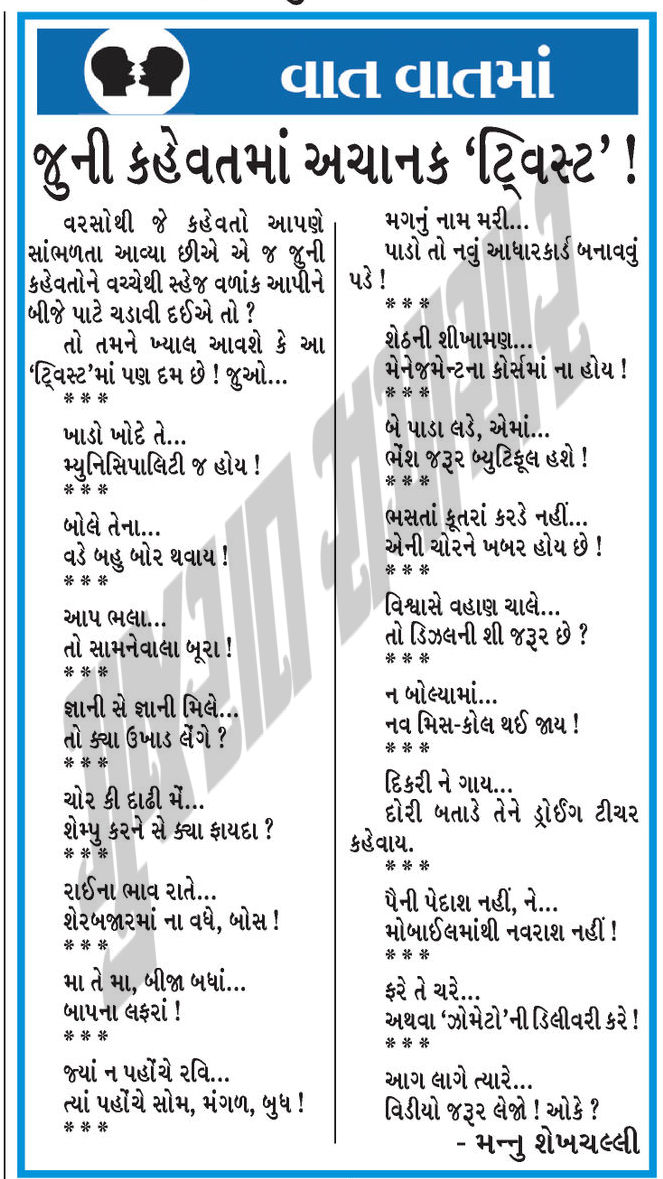 વાત વાતમાં
જુની કહેવતમાં અચાનક ‘ટ્વિસ્ટ’ !
વરસોથી જે કહેવતો આપણે
સાંભળતા આવ્યા છીએ એ જ જુની
કહેવતોને વચ્ચેથી સ્હેજ વળાંક આપીને
બીજે પાટે ચડાવી દઈએ તો ?
તો તમને ખ્યાલ આવશે કે આ
‘ટ્વિસ્ટ’માં પણ દમ છે ! જુઓ...
***
ખાડો ખોદે તે...
મ્યુનિસિપાલિટી જ હોય !
***
બોલે તેના...
વડે બહુ બોર થવાય !
***
આપ ભલા...
તો સામનેવાલા બૂરા !
***
જ્ઞાની સે જ્ઞાની મિલે...
તો ક્યા ઉખાડ લેંગે ?
***
ચોર કી દાઢી મેં...
શેમ્પુ કરને સે ક્યા ફાયદા ?
***
રાઈના ભાવ રાતે...
શેરબજારમાં ના વધે, બોસ !
***
મા તે મા, બીજા બધાં...
બાપના લફરાં !
***
જ્યાં ન પહોંચે રવિ...
ત્યાં પહોંચે સોમ, મંગળ, બુધ !
***
મગનું નામ મરી...
પાડો તો નવું આધારકાર્ડ બનાવવું
પડે !
***
શેઠની શીખામણ...
મેનેજમેન્ટના કોર્સમાં ના હોય !
***
બે પાડા લડે, એમાં...
ભેંશ જરૂર બ્યુટિફૂલ હશે !
***
ભસતાં કૂતરાં કરડે નહીં...
એની ચોરને ખબર હોય છે !
***
વિશ્વાસે વહાણ ચાલે...
તો ડિઝલની શી જરૂર છે ?
***
ન બોલ્યામાં...
નવ મિસ-કોલ થઈ જાય !
***
દિકરી ને ગાય...
દોરી બતાડે તેને ડ્રોઈંગ ટીચર
કહેવાય.
***
પૈની પેદાશ નહીં, ને...
મોબાઈલમાંથી નવરાશ નહીં !
***
ફરે તે ચરે...
અથવા ‘ઝોમેટો’ની ડિલીવરી કરે !
***
આગ લાગે ત્યારે...
વિડીયો જરૂર લેજો ! ઓકે ?
- મન્નુ શેખચલ્લી
ગુજરાત સમાચાર